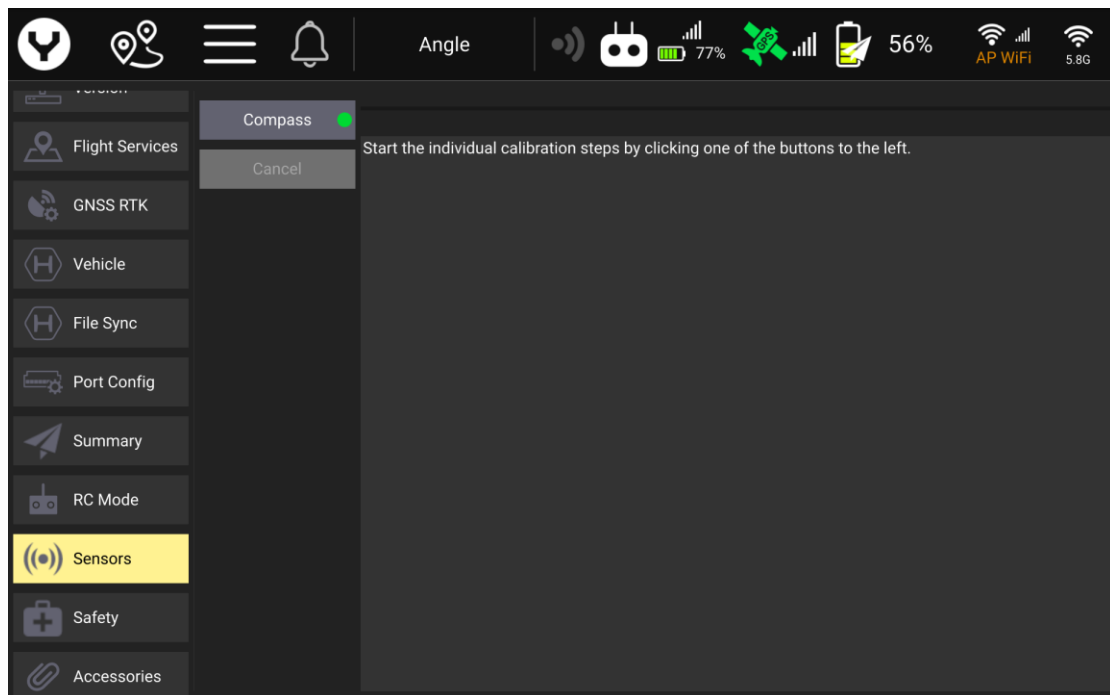 Angle
77%
GPS
56%
AP WiFi
5.8G
Version
Flight Services
GNSS RTK
Vehicle
File Sync
Port Config
Summary
RC Mode
Sensors
Safety
Accessories
Compass
Cancel
Start the individual calibration steps by clicking one of the buttons to the left.